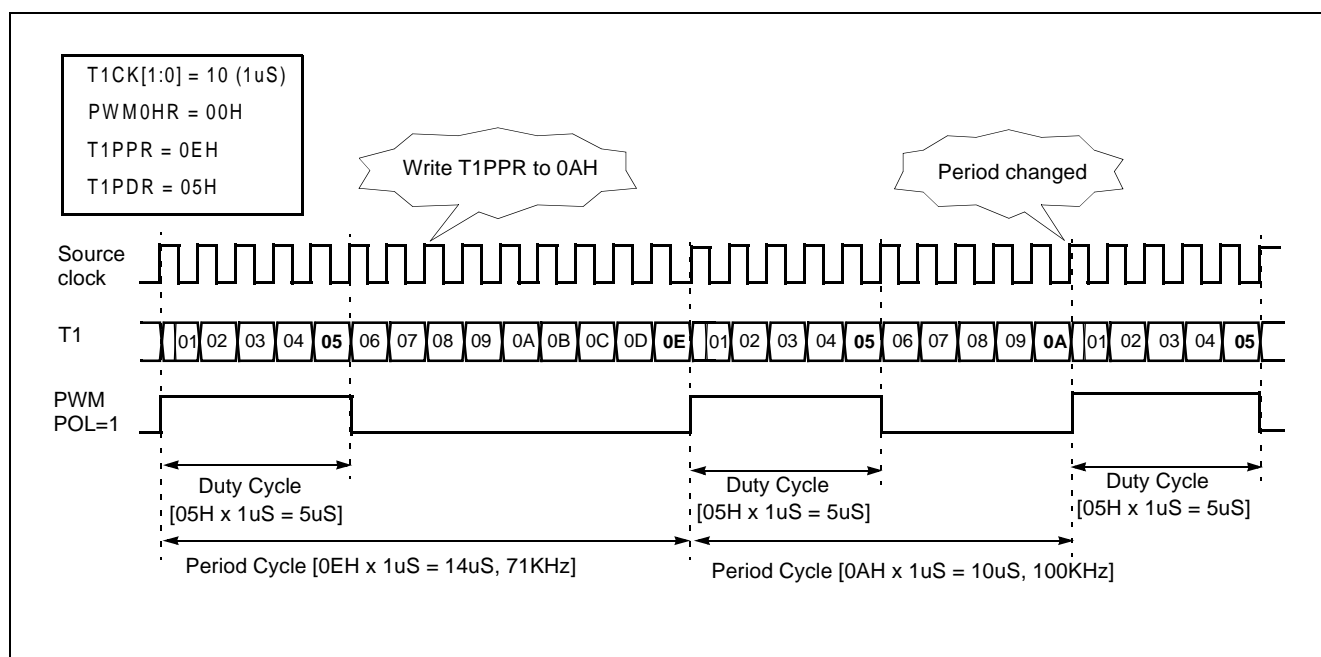 T1CK[1:0] = 10 (1uS)
PWM0HR = 00H
T1PPR = 0EH
T1PDR = 05H
Write T1PPR to 0AH
Period changed
Source
clock
T1
01 02 03 04 05 06 07 08 09 0A 0B 0C 0D 0E 01 02 03 04 05 06 07 08 09 0A 01 02 03 04 05
PWM
POL=1
Duty Cycle
[05H x 1uS = 5uS]
Duty Cycle
[05H x 1uS = 5uS]
Duty Cycle
[05H x 1uS = 5uS]
Period Cycle [0EH x 1uS = 14uS, 71KHz]
Period Cycle [0AH x 1uS = 10uS, 100KHz]